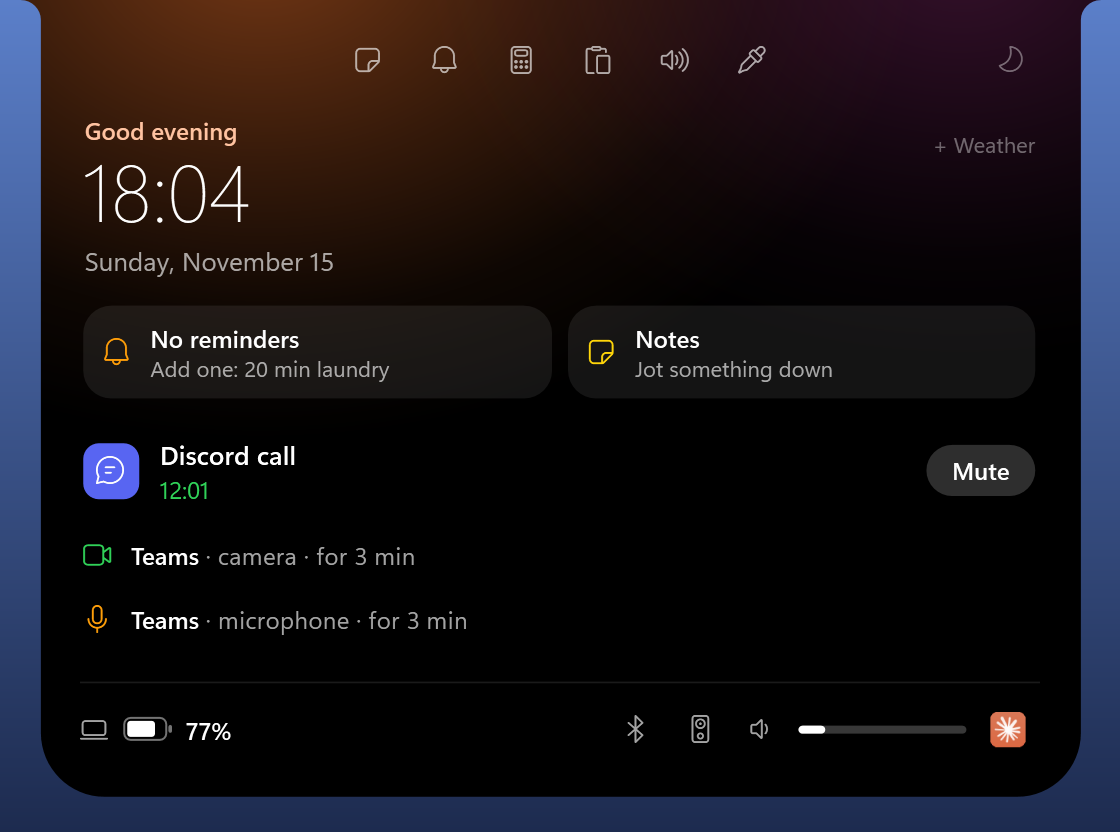 Good evening
+ Weather
18:04
Sunday, November 15
No reminders
Add one: 20 min laundry
Notes
Jot something down
Discord call
12:01
Mute
Teams · camera · for 3 min
Teams · microphone · for 3 min
77%